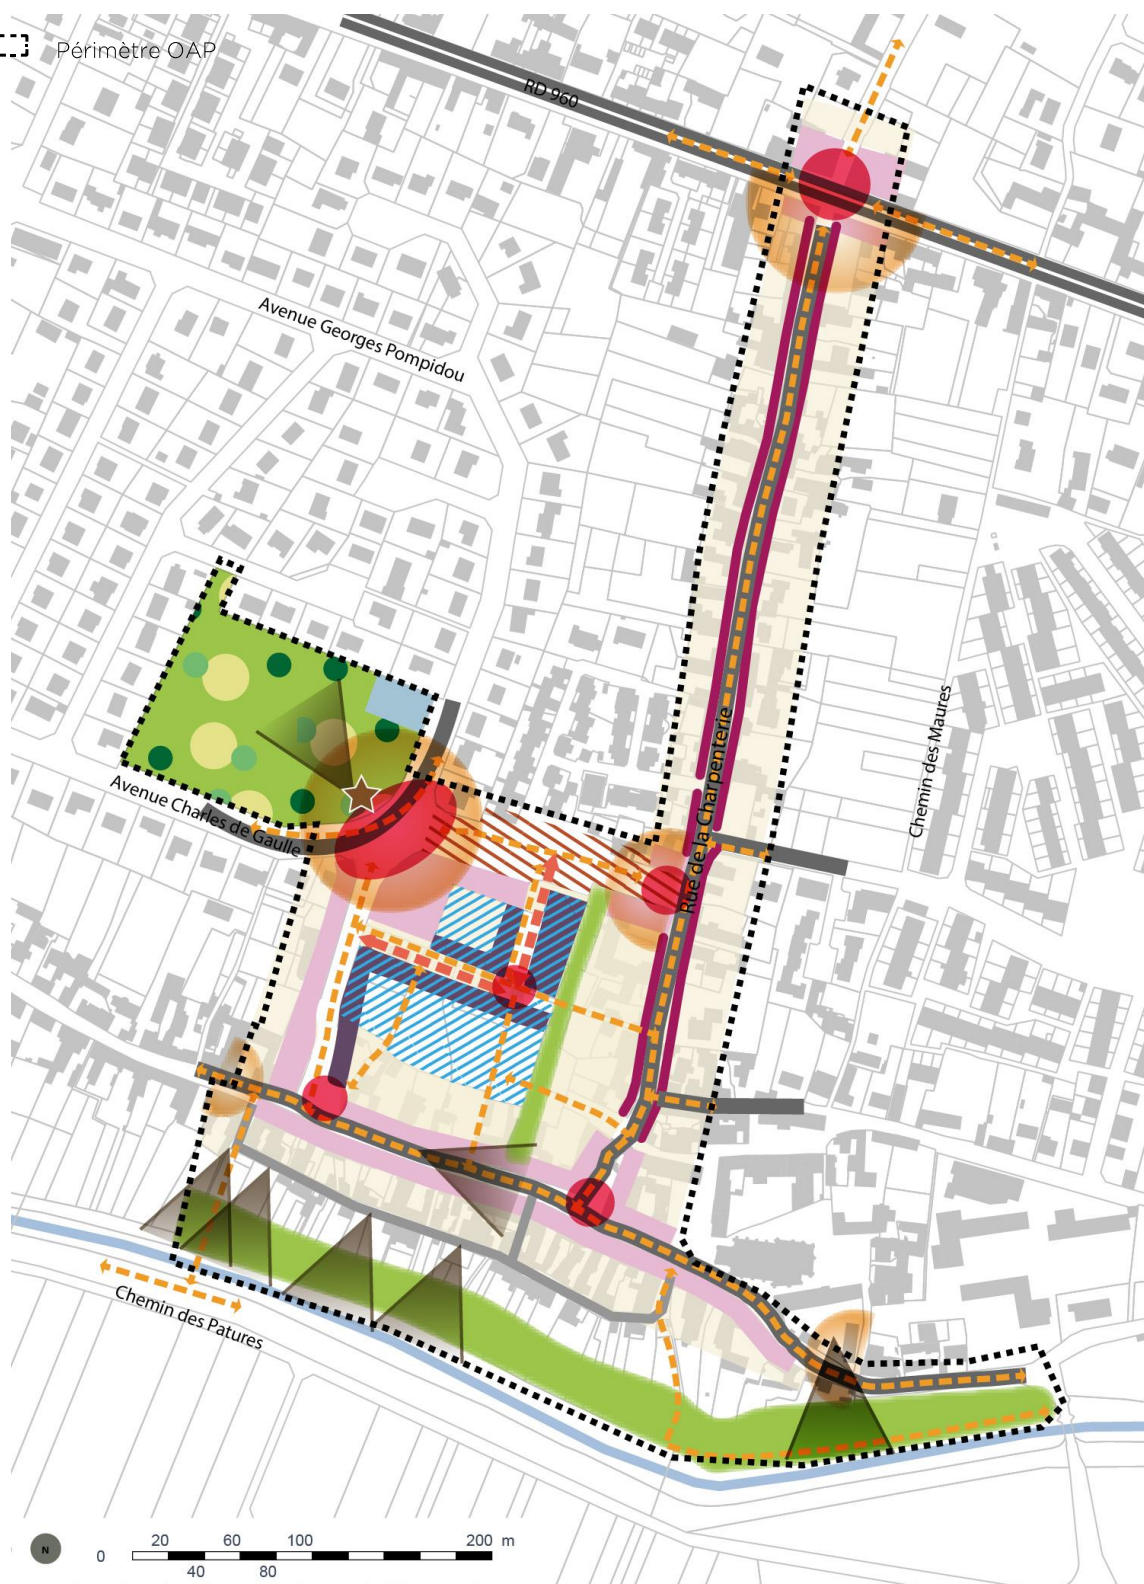 Périmètre OAP
RD 960
Avenue Georges Pompidou
Chemin des Maures
Rue de la Charpenterie
Avenue Charles de Gaulle
Chemin des Patures
N
0 20 40 60 80 100 200 m